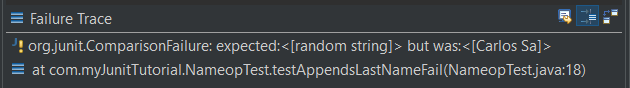 Failure Trace
org.junit.ComparisonFailure: expected:<[random string]> but was:<[Carlos Sa]>
at com.myJunitTutorial.NameopTest.testAppendsLastNameFail(NameopTest.java:18)